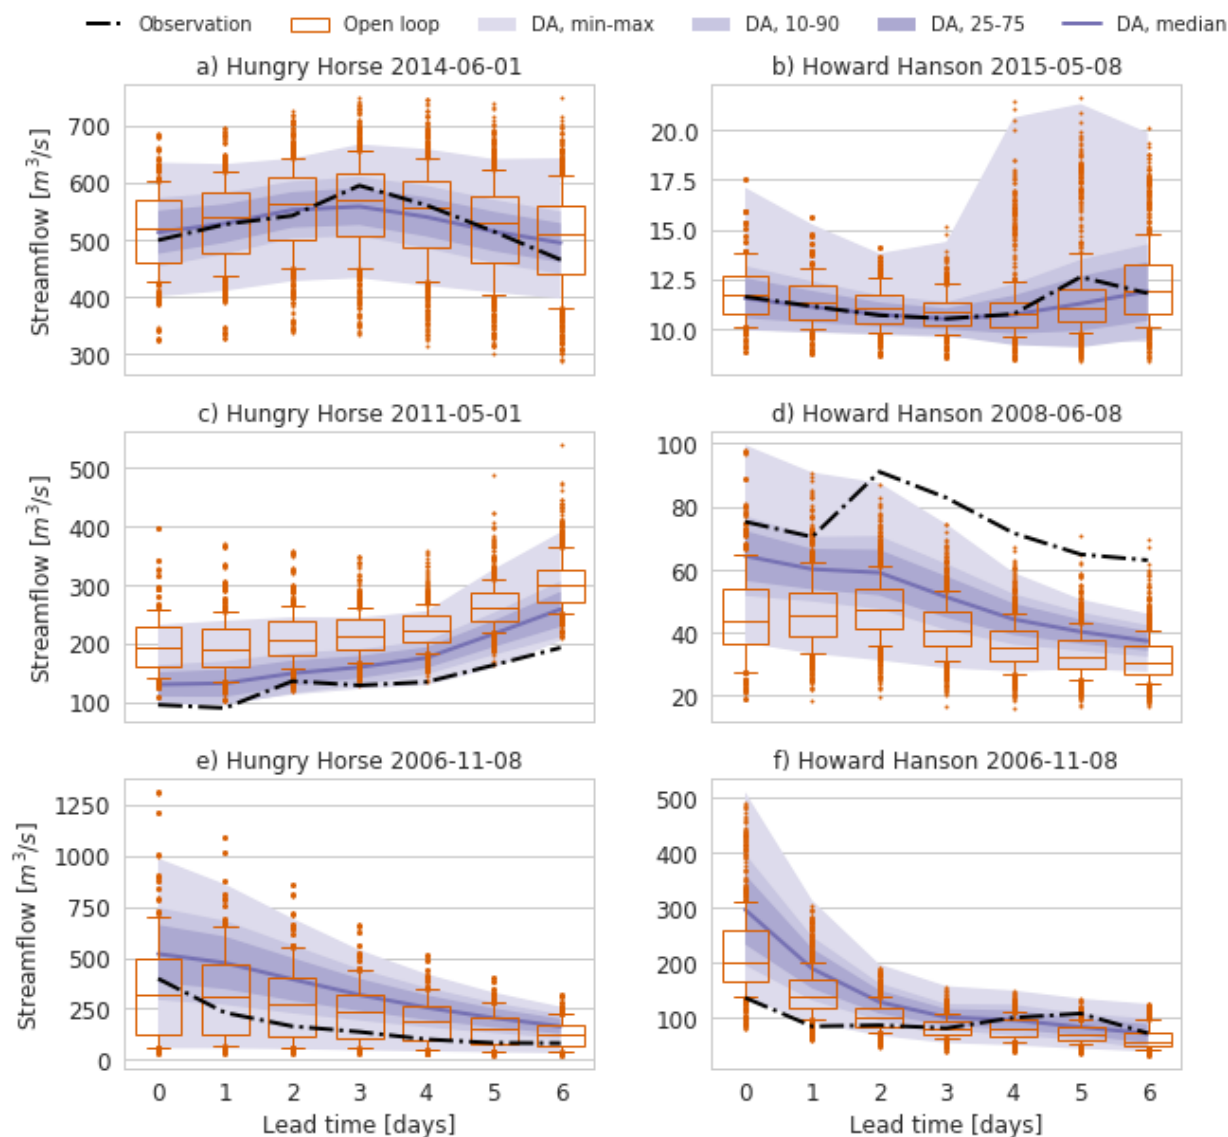 Observation Open loop DA, min-max DA, 10-90 DA, 25-75 DA, median
a) Hungry Horse 2014-06-01
b) Howard Hanson 2015-05-08
Streamflow [m³/s]
700
600
500
400
300
20.0
17.5
15.0
12.5
10.0
c) Hungry Horse 2011-05-01
d) Howard Hanson 2008-06-08
Streamflow [m³/s]
500
400
300
200
100
100
80
60
40
20
e) Hungry Horse 2006-11-08
f) Howard Hanson 2006-11-08
Streamflow [m³/s]
1250
1000
750
500
250
0
500
400
300
200
100
0 1 2 3 4 5 6
0 1 2 3 4 5 6
Lead time [days]
Lead time [days]